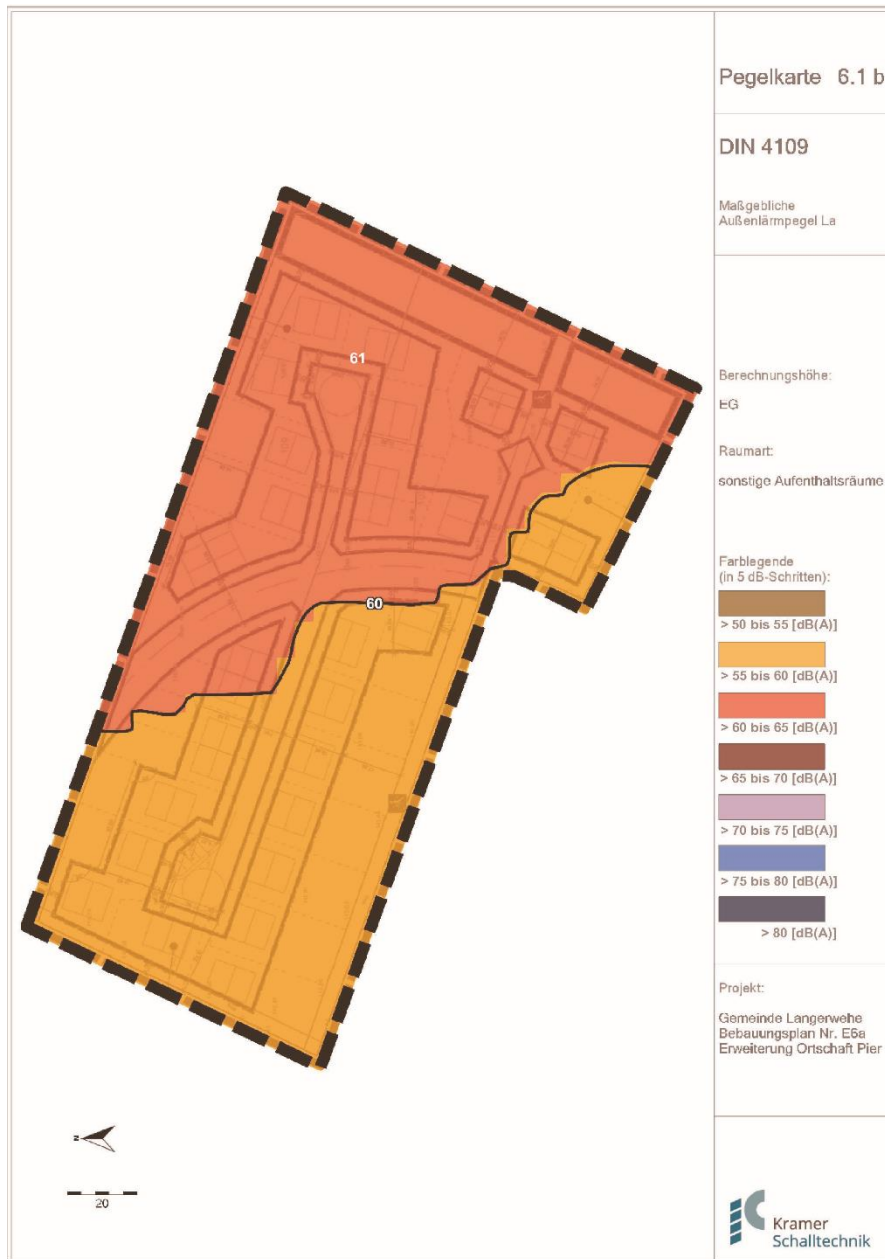 Pegelkarte 6.1 b
DIN 4109
Maßgebliche
Außenlärmpegel La
Berechnungshöhe:
EG
Raumart:
sonstige Aufenthaltsräume
Farblegende
(in 5 dB-Schritten):
> 50 bis 55 [dB(A)]
> 55 bis 60 [dB(A)]
> 60 bis 65 [dB(A)]
> 65 bis 70 [dB(A)]
> 70 bis 75 [dB(A)]
> 75 bis 80 [dB(A)]
> 80 [dB(A)]
Projekt:
Gemeinde Langerwehe
Bebauungsplan Nr. E6a
Erweiterung Ortschaft Pier
Kramer
Schalltechnik
61
60
N
20